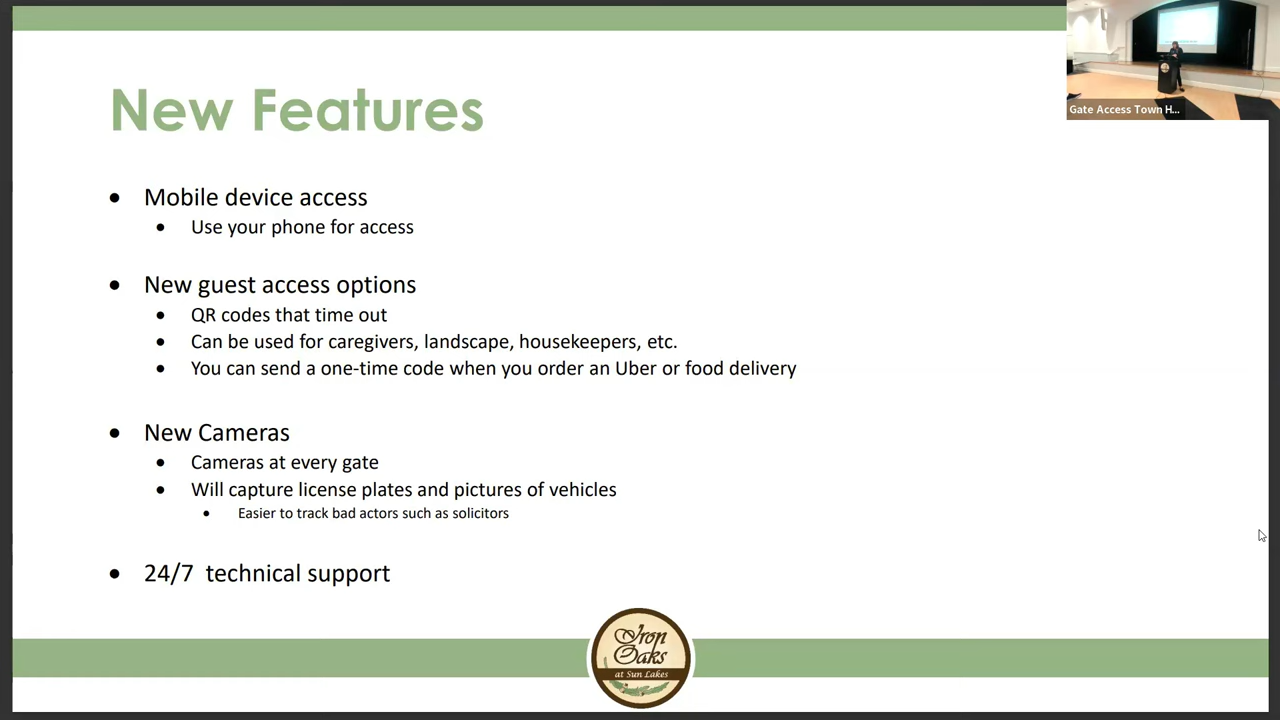 Gate Access Town H...
New Features
• Mobile device access
• Use your phone for access
• New guest access options
• QR codes that time out
• Can be used for caregivers, landscape, housekeepers, etc.
• You can send a one-time code when you order an Uber or food delivery
• New Cameras
• Cameras at every gate
• Will capture license plates and pictures of vehicles
• Easier to track bad actors such as solicitors
• 24/7  technical support
Iron
Oaks
at Sun Lakes